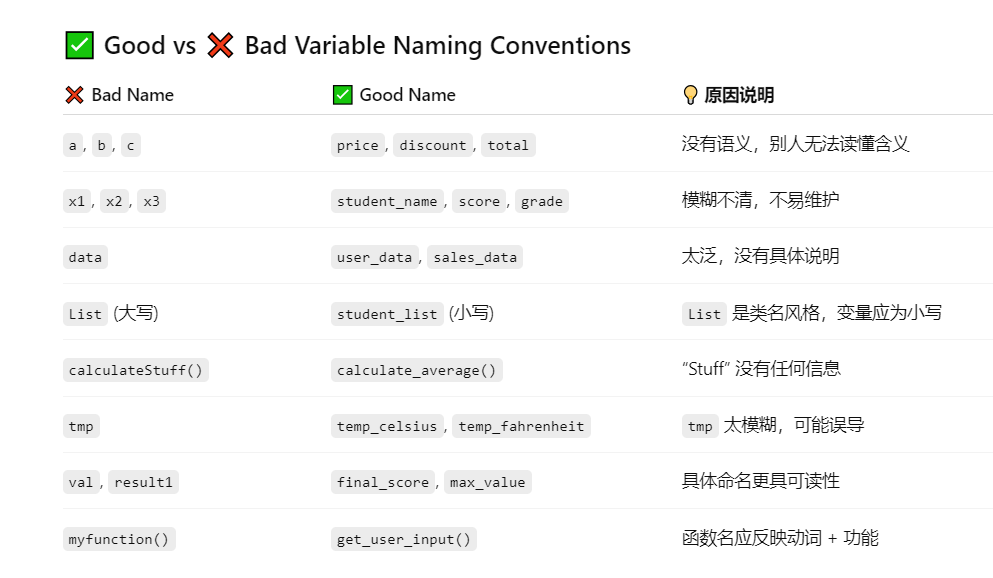 ✅ Good vs ❌ Bad Variable Naming Conventions
❌ Bad Name ✅ Good Name 💡 原因说明
a, b, c price, discount, total 没有语义，别人无法读懂含义
x1, x2, x3 student_name, score, grade 模糊不清，不易维护
data user_data, sales_data 太泛，没有具体说明
List (大写) student_list (小写) List 是类名风格，变量应为小写
calculateStuff() calculate_average() “Stuff” 没有任何信息
tmp temp_celsius, temp_fahrenheit tmp 太模糊，可能误导
val, result1 final_score, max_value 具体命名更具可读性
myfunction() get_user_input() 函数名应反映动词 + 功能